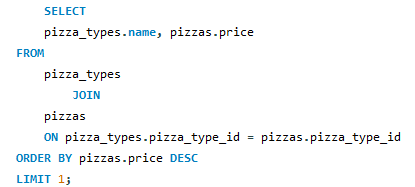 SELECT
pizza_types.name, pizzas.price
FROM
pizza_types
JOIN
pizzas
ON pizza_types.pizza_type_id = pizzas.pizza_type_id
ORDER BY pizzas.price DESC
LIMIT 1;